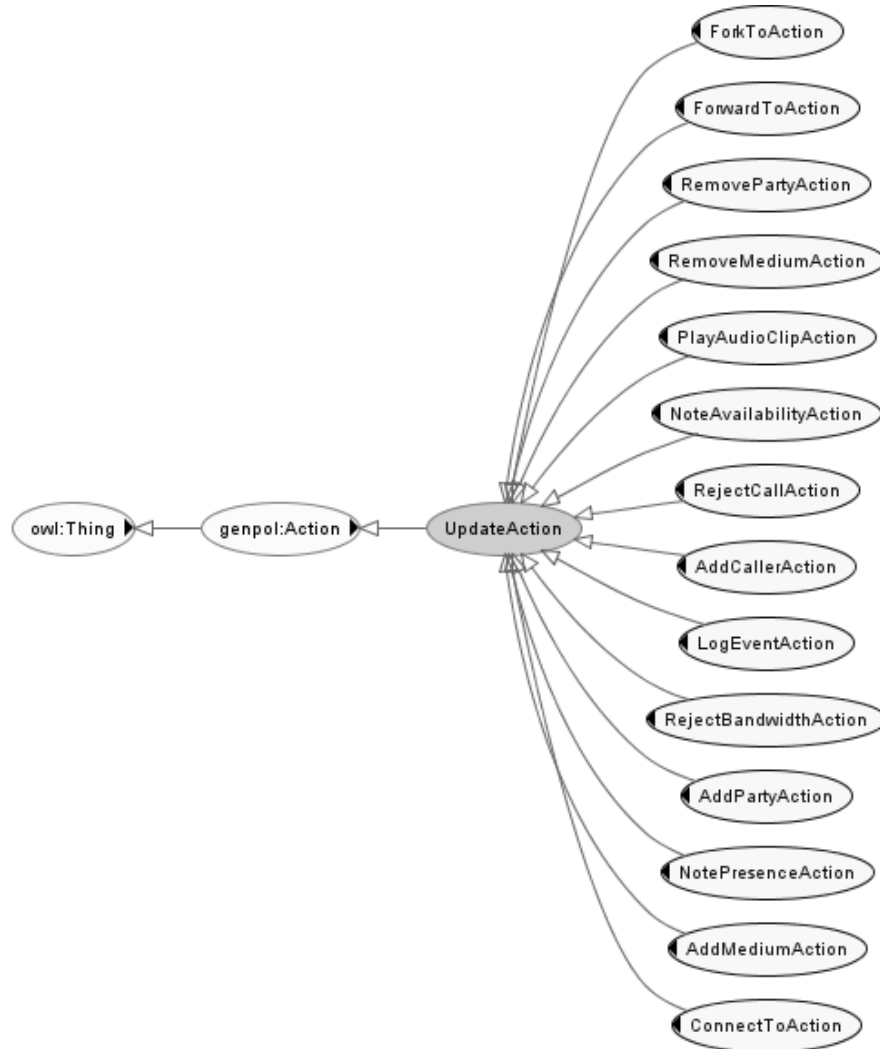 ForkToAction
ForwardToAction
RemovePartyAction
RemoveMediumAction
PlayAudioClipAction
NoteAvailabilityAction
RejectCallAction
owl:Thing
genpol:Action
UpdateAction
AddCallerAction
LogEventAction
RejectBandwidthAction
AddPartyAction
NotePresenceAction
AddMediumAction
ConnectToAction